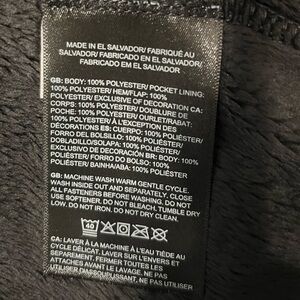 MADE IN EL SALVADOR/ FABRIQUÉ AU
SALVADOR/ FABRICADO EN EL SALVADOR/
FABRICADO EM EL SALVADOR
GB: BODY: 100% POLYESTER/ POCKET LINING:
100% POLYESTER/ HEM/FLAP: 100%
POLYESTER/ EXCLUSIVE OF DECORATION CA:
CORPS: 100% POLYESTER/ DOUBLURE DE
POCHE: 100% POLYESTER/ OURLET/RABAT:
100% POLYESTER/ À L'EXCEPTION DES
DÉCORATIONS ES: CUERPO: 100% POLIÉSTER/
FORRO DEL BOLSILLO: 100% POLIÉSTER/
DOBLADILLO/SOLAPA: 100% POLIÉSTER/
EXCLUSIVO DE DECORACIÓN BR: BODY: 100%
POLIÉSTER/ FORRO DO BOLSO: 100%
POLIÉSTER/ BAINHA/ABA: 100% POLIÉSTER
GB: MACHINE WASH WARM GENTLE CYCLE.
WASH INSIDE OUT AND SEPARATELY. CLOSE
ALL FASTENERS BEFORE WASHING. DO NOT
USE SOFTENER. DO NOT BLEACH. TUMBLE DRY
LOW. DO NOT IRON. DO NOT DRY CLEAN.
40
CA: LAVER À LA MACHINE À L'EAU TIÈDE AU
CYCLE DÉLICAT. LAVER SUR L'ENVERS ET
SÉPAREMENT. FERMER TOUTES LES
ATTACHES AVANT LE LAVAGE. NE PAS
UTILISER D'ASSOUPLISSANT. NE PAS